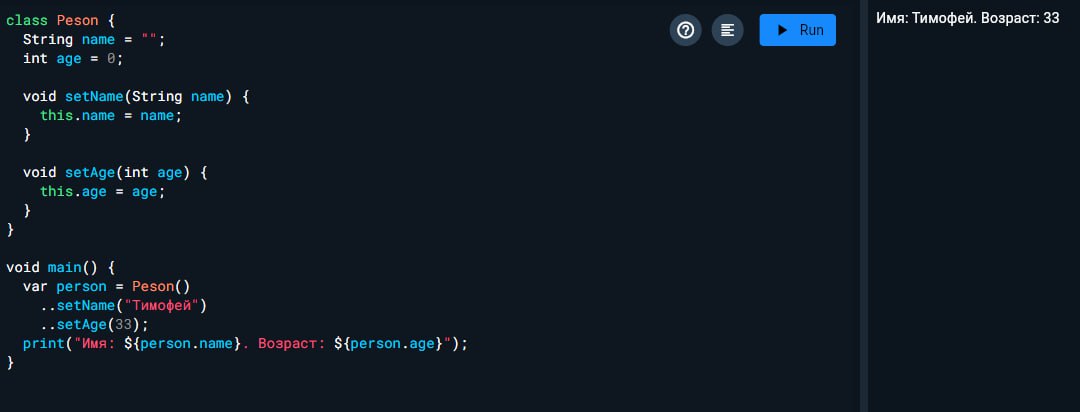 class Peson {
  String name = "";
  int age = 0;

  void setName(String name) {
    this.name = name;
  }

  void setAge(int age) {
    this.age = age;
  }
}

void main() {
  var person = Peson()
    ..setName("Тимофей")
    ..setAge(33);
  print("Имя: ${person.name}. Возраст: ${person.age}");
}
?
Run
Имя: Тимофей. Возраст: 33